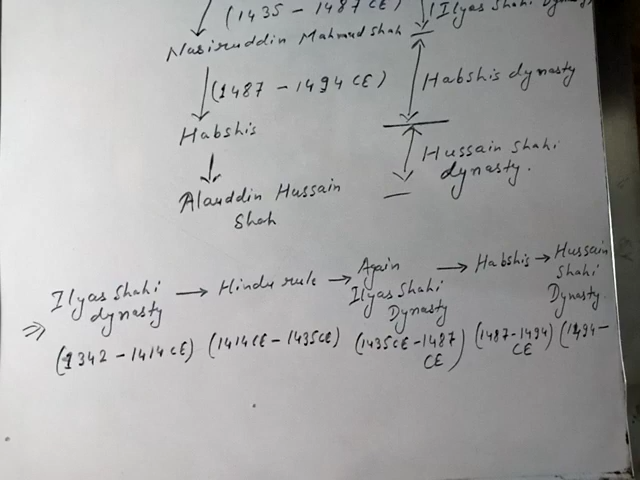 (1435 - 1487 CE)
Ilyas Shahi
Nasiruddin Mahmud Shah
(1487 - 1494 CE)
Habshis dynasty
Habshis
Hussain Shahi
dynasty.
Alauddin Hussain
Shah
⇒ Ilyas Shahi → Hindu rule → Again → Habshis → Hussain
dynasty Ilyas Shahi Shahi
Dynasty Dynasty.
(1342 - 1414 CE) (1414 CE - 1435 CE) (1435 CE - 1487 (1487 - 1494) (1494 -
CE) CE